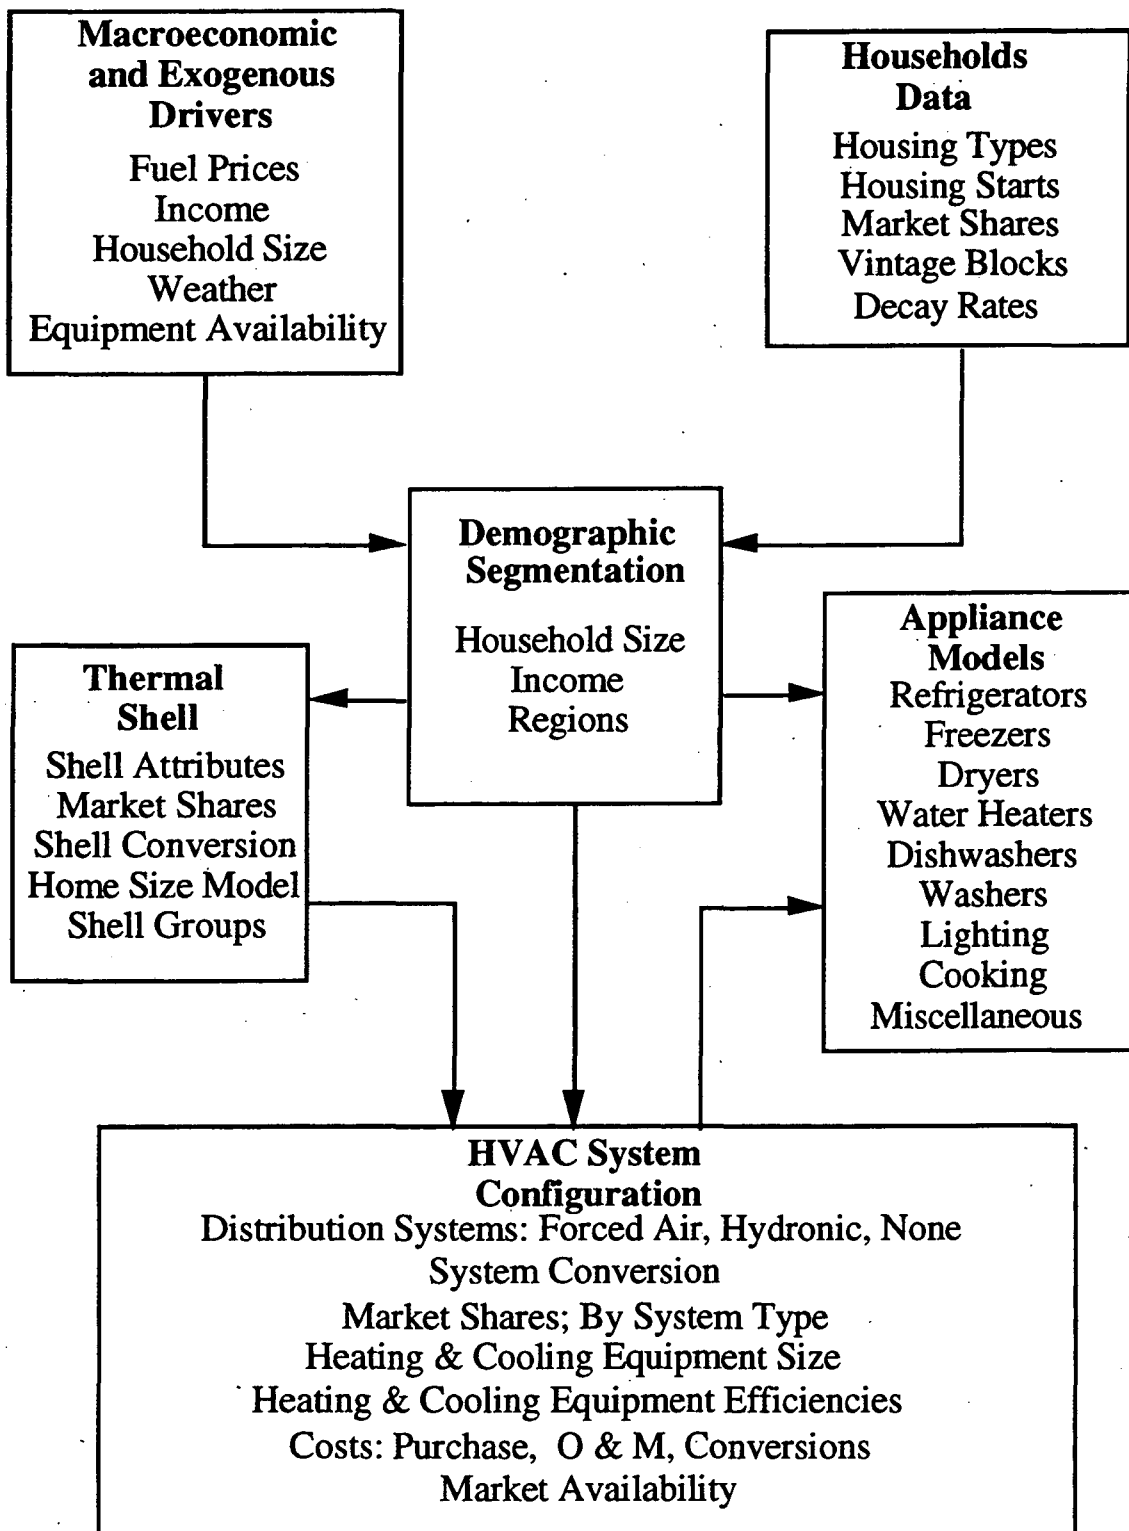 Macroeconomic
and Exogenous
Drivers
Fuel Prices
Income
Household Size
Weather
Equipment Availability
Households
Data
Housing Types
Housing Starts
Market Shares
Vintage Blocks
Decay Rates
Demographic
Segmentation
Household Size
Income
Regions
Thermal
Shell
Shell Attributes
Market Shares
Shell Conversion
Home Size Model
Shell Groups
Appliance
Models
Refrigerators
Freezers
Dryers
Water Heaters
Dishwashers
Washers
Lighting
Cooking
Miscellaneous
HVAC System
Configuration
Distribution Systems: Forced Air, Hydronic, None
System Conversion
Market Shares; By System Type
Heating & Cooling Equipment Size
Heating & Cooling Equipment Efficiencies
Costs: Purchase, O & M, Conversions
Market Availability